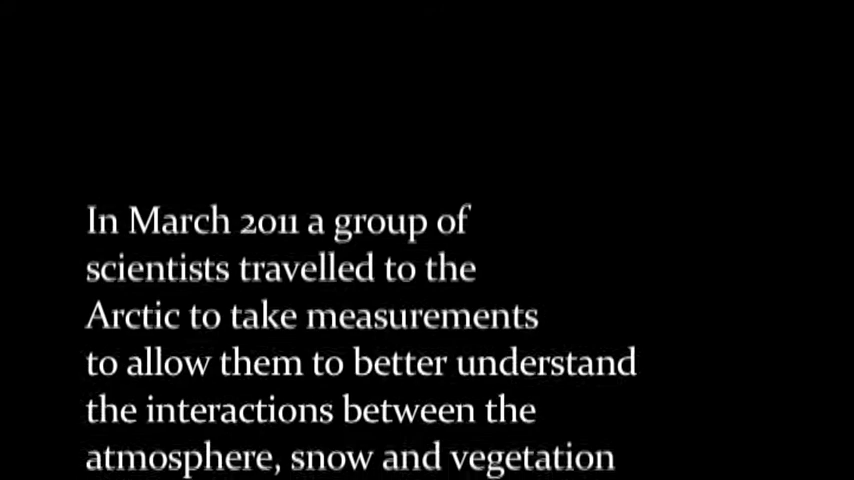 In March 2011 a group of
scientists travelled to the
Arctic to take measurements
to allow them to better understand
the interactions between the
atmosphere, snow and vegetation